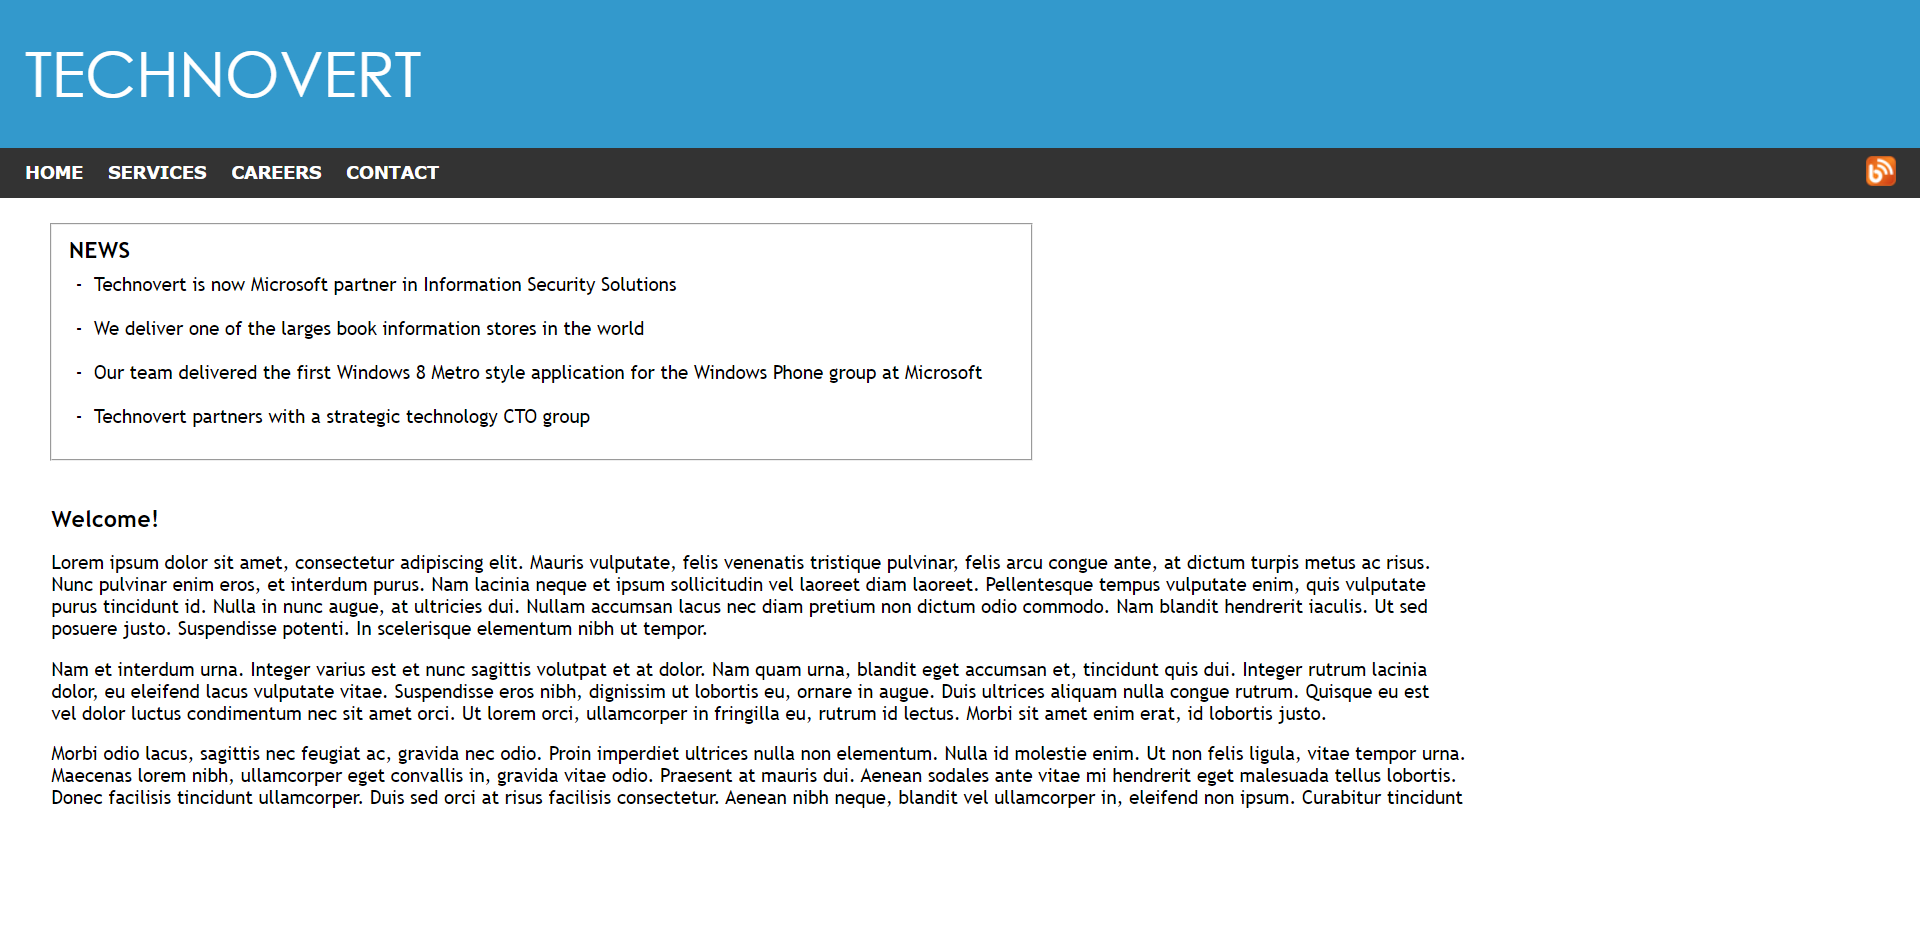 TECHNOVERT
HOME SERVICES CAREERS CONTACT
NEWS
- Technovert is now Microsoft partner in Information Security Solutions
- We deliver one of the larges book information stores in the world
- Our team delivered the first Windows 8 Metro style application for the Windows Phone group at Microsoft
- Technovert partners with a strategic technology CTO group
Welcome!
Lorem ipsum dolor sit amet, consectetur adipiscing elit. Mauris vulputate, felis venenatis tristique pulvinar, felis arcu congue ante, at dictum turpis metus ac risus.
Nunc pulvinar enim eros, et interdum purus. Nam lacinia neque et ipsum sollicitudin vel laoreet diam laoreet. Pellentesque tempus vulputate enim, quis vulputate
purus tincidunt id. Nulla in nunc augue, at ultricies dui. Nullam accumsan lacus nec diam pretium non dictum odio commodo. Nam blandit hendrerit iaculis. Ut sed
posuere justo. Suspendisse potenti. In scelerisque elementum nibh ut tempor.
Nam et interdum urna. Integer varius est et nunc sagittis volutpat et at dolor. Nam quam urna, blandit eget accumsan et, tincidunt quis dui. Integer rutrum lacinia
dolor, eu eleifend lacus vulputate vitae. Suspendisse eros nibh, dignissim ut lobortis eu, ornare in augue. Duis ultrices aliquam nulla congue rutrum. Quisque eu est
vel dolor luctus condimentum nec sit amet orci. Ut lorem orci, ullamcorper in fringilla eu, rutrum id lectus. Morbi sit amet enim erat, id lobortis justo.
Morbi odio lacus, sagittis nec feugiat ac, gravida nec odio. Proin imperdiet ultrices nulla non elementum. Nulla id molestie enim. Ut non felis ligula, vitae tempor urna.
Maecenas lorem nibh, ullamcorper eget convallis in, gravida vitae odio. Praesent at mauris dui. Aenean sodales ante vitae mi hendrerit eget malesuada tellus lobortis.
Donec facilisis tincidunt ullamcorper. Duis sed orci at risus facilisis consectetur. Aenean nibh neque, blandit vel ullamcorper in, eleifend non ipsum. Curabitur tincidunt